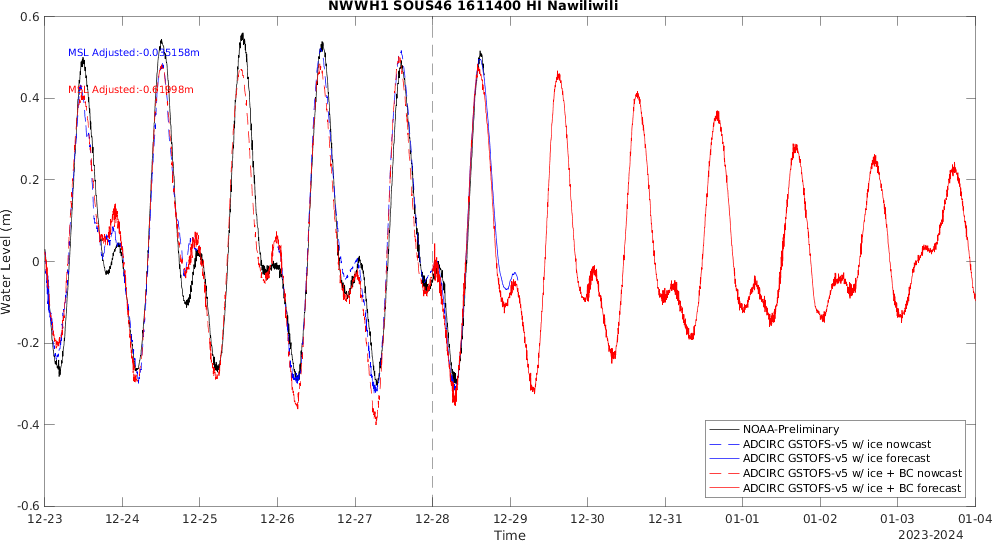 NWWH1 SOUS46 1611400 HI Nawiliwili
MSL Adjusted:-0.035158m
MSL Adjusted:-0.61998m
Water Level (m)
0.6
0.4
0.2
0
-0.2
-0.4
-0.6
NOAA-Preliminary
ADCIRC GSTOFS-v5 w/ ice nowcast
ADCIRC GSTOFS-v5 w/ ice forecast
ADCIRC GSTOFS-v5 w/ ice + BC nowcast
ADCIRC GSTOFS-v5 w/ ice + BC forecast
12-23 12-24 12-25 12-26 12-27 12-28 12-29 12-30 12-31 01-01 01-02 01-03 01-04
Time
2023-2024